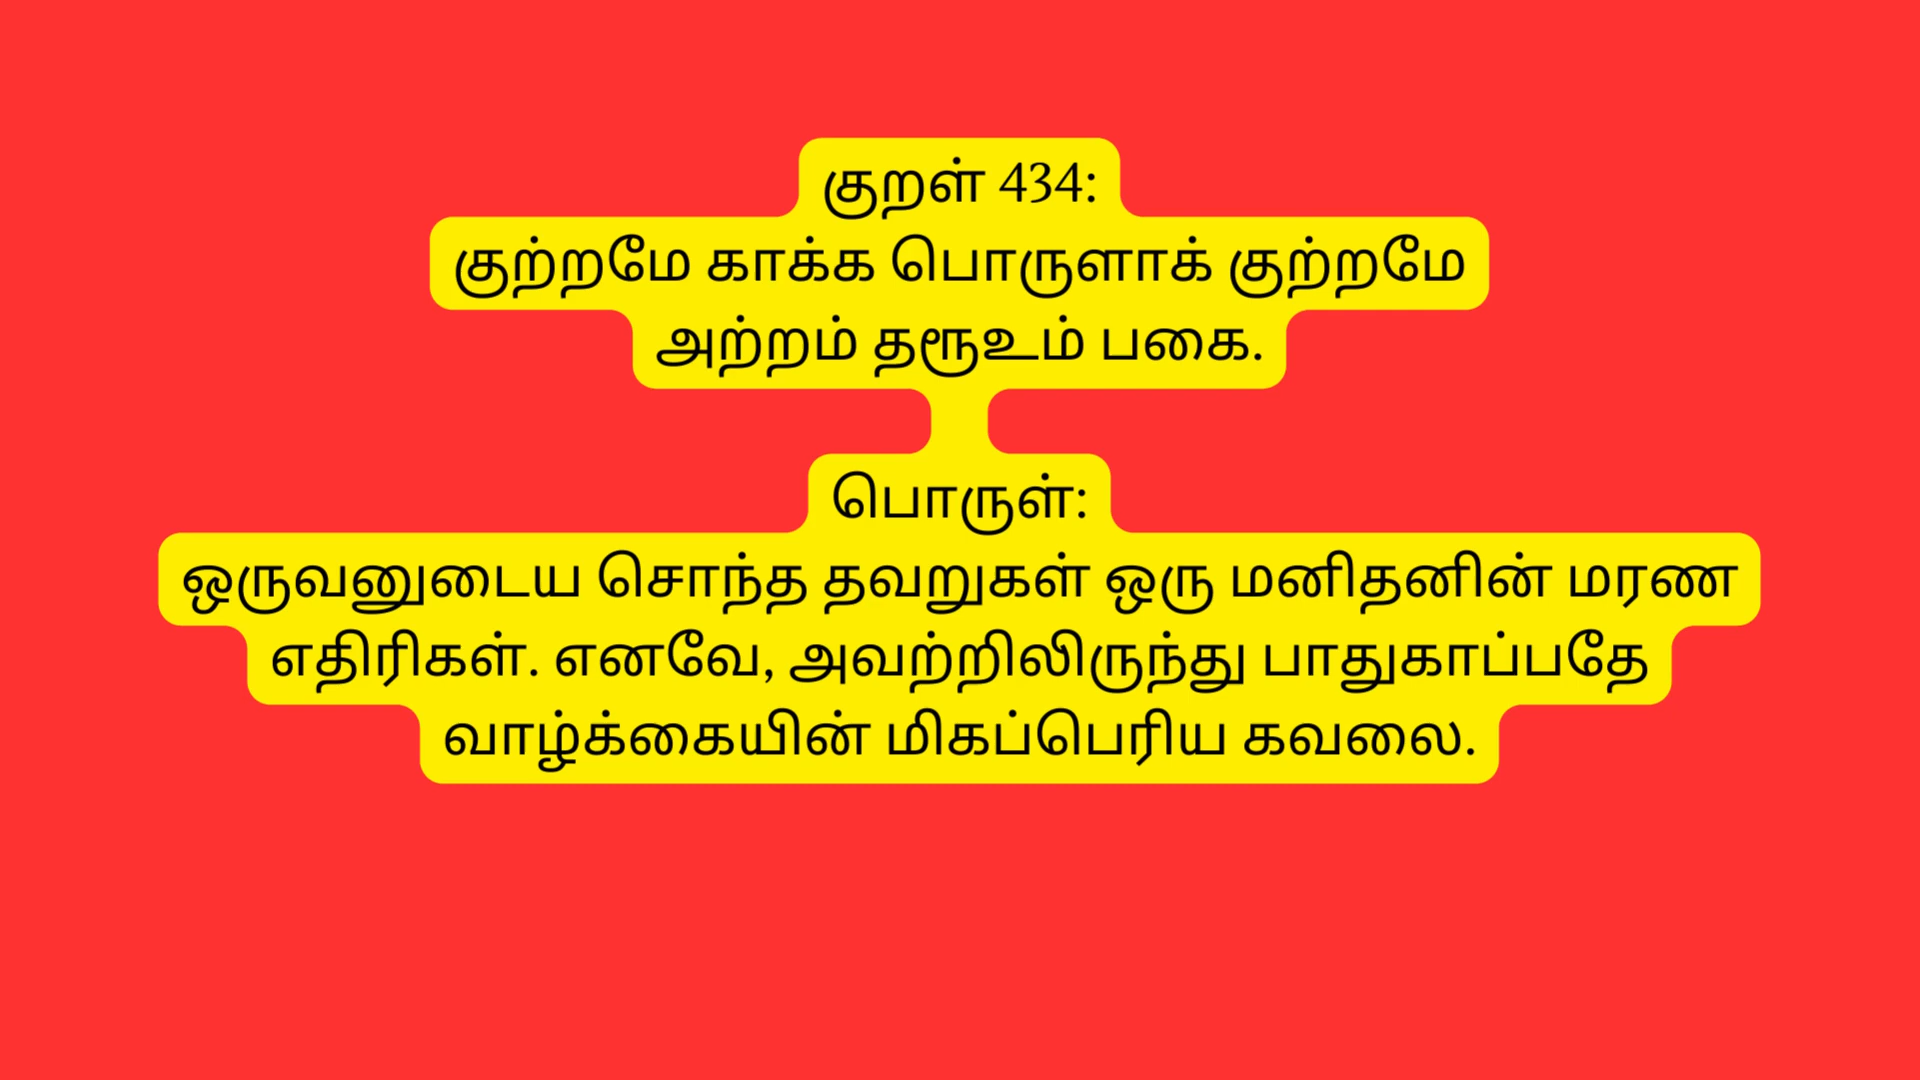 குறள் 434:
குற்றமே காக்க பொருளாக் குற்றமே
அற்றம் தரூஉம் பகை.
பொருள்:
ஒருவனுடைய சொந்த தவறுகள் ஒரு மனிதனின் மரண
எதிரிகள். எனவே, அவற்றிலிருந்து பாதுகாப்பதே
வாழ்க்கையின் மிகப்பெரிய கவலை.